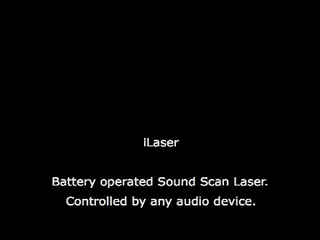 iLaser
Battery operated Sound Scan Laser.
Controlled by any audio device.